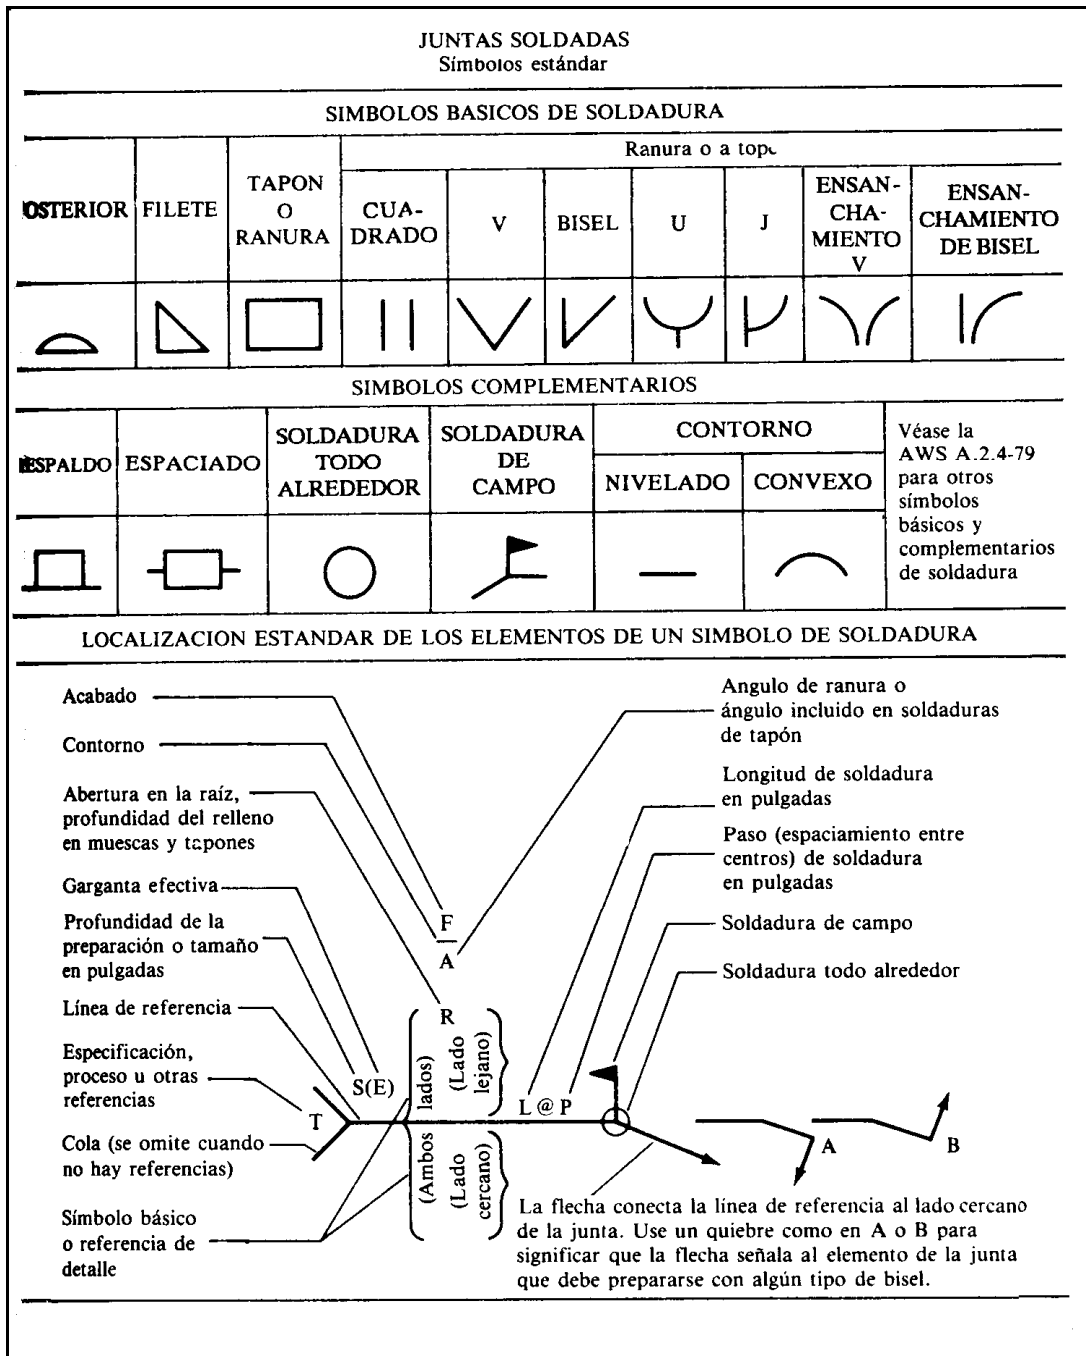 JUNTAS SOLDADAS
Símbolos estándar
SIMBOLOS BASICOS DE SOLDADURA
OSTERIOR
FILETE
TAPON
O
RANURA
Ranura o a tope
CUA-
DRADO
V
BISEL
U
J
ENSAN-
CHA-
MIENTO
V
ENSAN-
CHAMIENTO
DE BISEL
SIMBOLOS COMPLEMENTARIOS
ESPALDO
ESPACIADO
SOLDADURA
TODO
ALREDEDOR
SOLDADURA
DE
CAMPO
CONTORNO
NIVELADO
CONVEXO
Véase la
AWS A.2.4-79
para otros
símbolos
básicos y
complementarios
de soldadura
LOCALIZACION ESTANDAR DE LOS ELEMENTOS DE UN SIMBOLO DE SOLDADURA
Acabado
Contorno
Abertura en la raíz,
profundidad del relleno
en muescas y tapones
Garganta efectiva
Profundidad de la
preparación o tamaño
en pulgadas
Línea de referencia
Especificación,
proceso u otras
referencias
Cola (se omite cuando
no hay referencias)
Símbolo básico
o referencia de
detalle
Angulo de ranura o
ángulo incluido en soldaduras
de tapón
Longitud de soldadura
en pulgadas
Paso (espaciamiento entre
centros) de soldadura
en pulgadas
Soldadura de campo
Soldadura todo alrededor
F
A
R
S(E)
T
(Ambos lados)
(Lado lejano)
(Lado cercano)
L @ P
A
B
La flecha conecta la línea de referencia al lado cercano
de la junta. Use un quiebre como en A o B para
significar que la flecha señala al elemento de la junta
que debe prepararse con algún tipo de bisel.